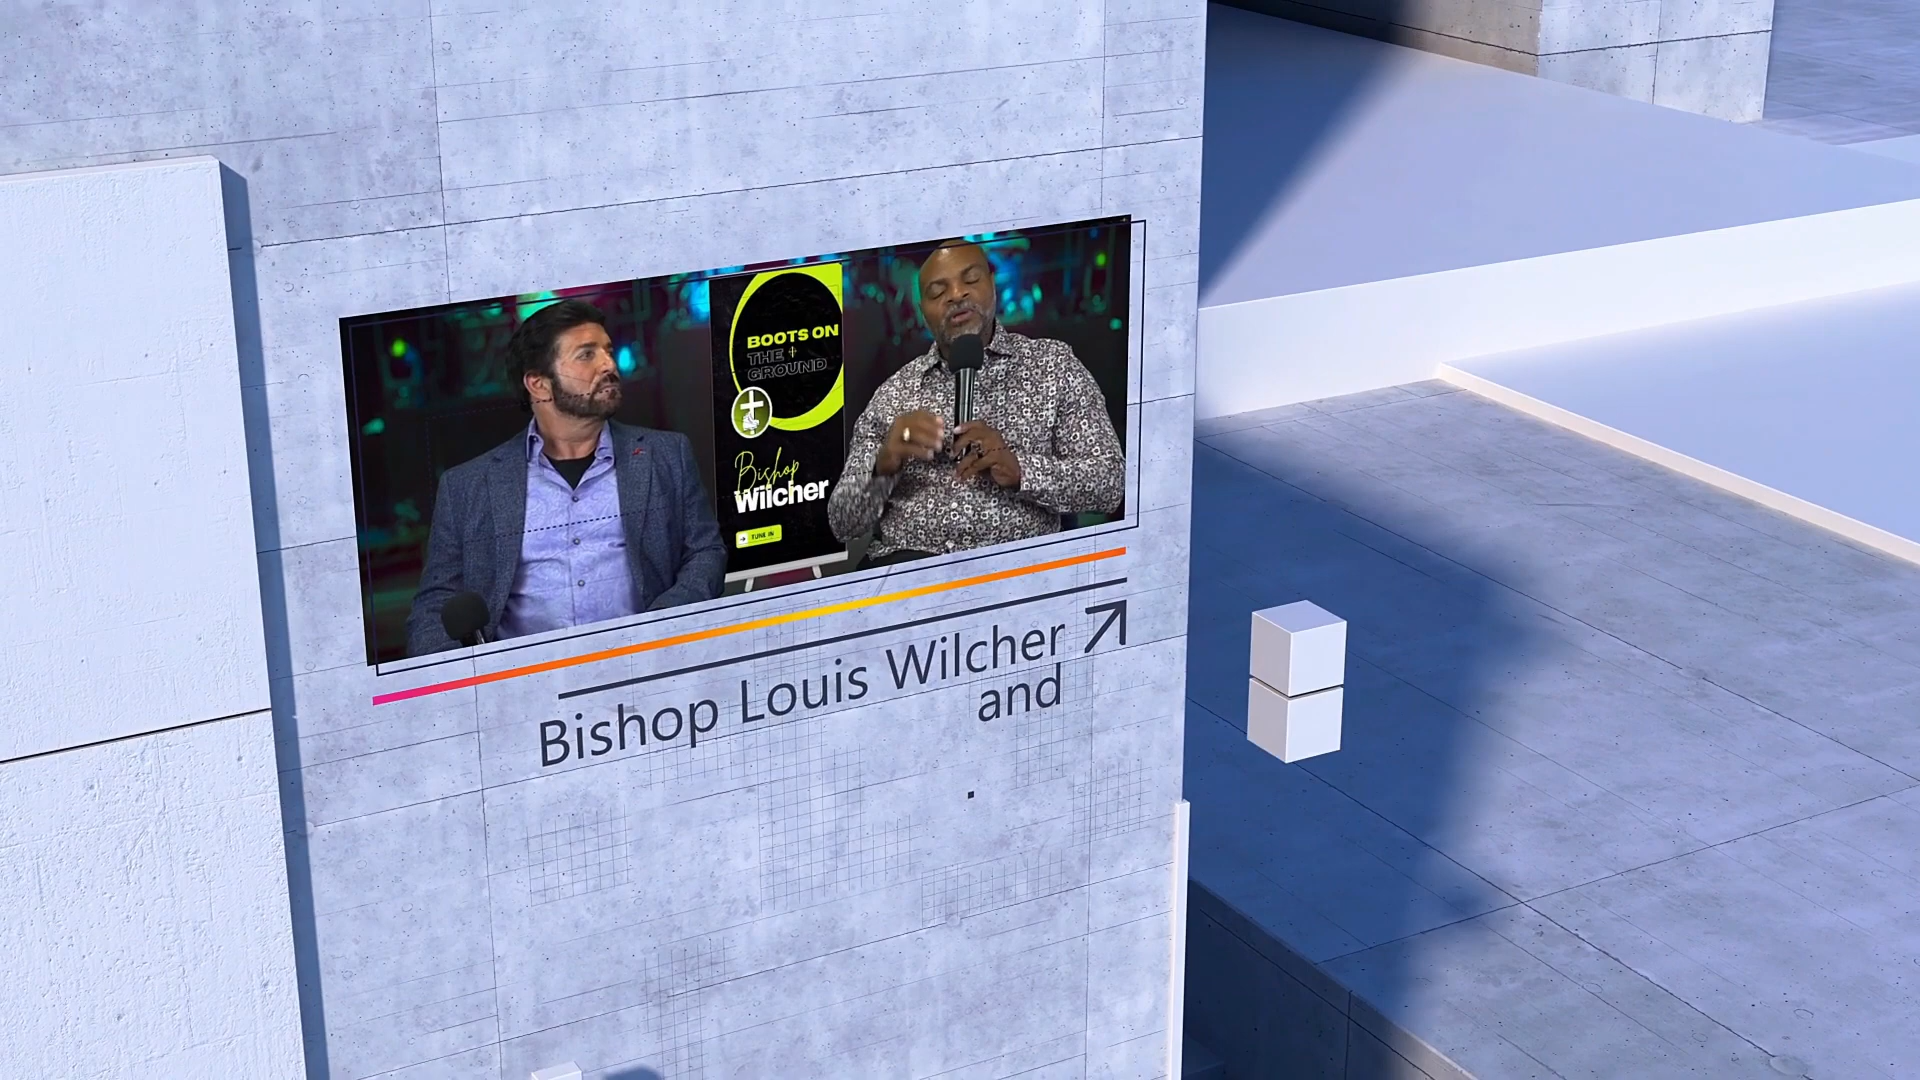 BOOTS ON
THE
GROUND
Bishop
Wilcher
TUNE IN
Bishop Louis Wilcher
and